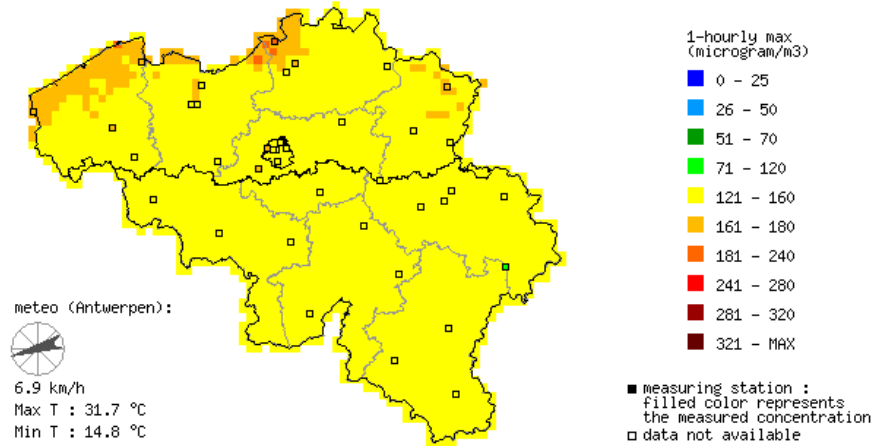 1-hourly max
(microgram/m3)
0 - 25
26 - 50
51 - 70
71 - 120
121 - 160
161 - 180
181 - 240
241 - 280
281 - 320
321 - MAX
meteo (Antwerpen):
6.9 km/h
Max T : 31.7 °C
Min T : 14.8 °C
measuring station :
filled color represents
the measured concentration
data not available